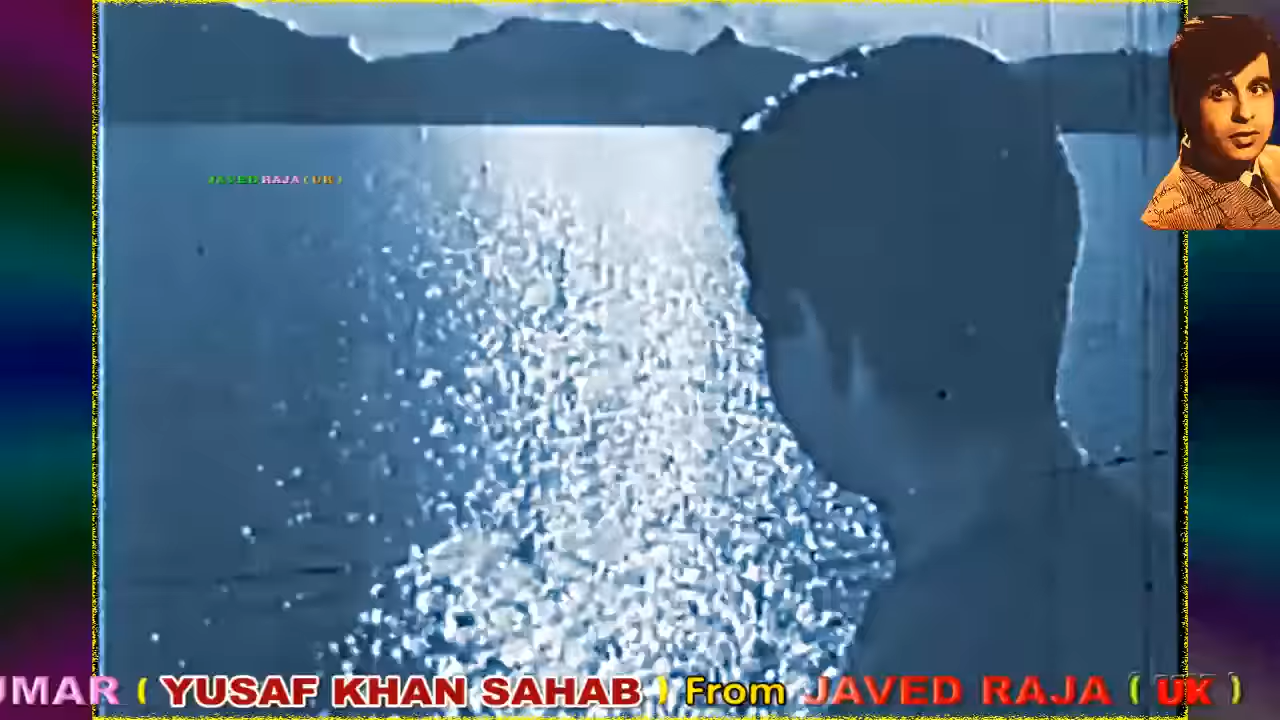 JAVED RAJA ( UK )
UMAR ( YUSAF KHAN SAHAB ) From JAVED RAJA ( UK )